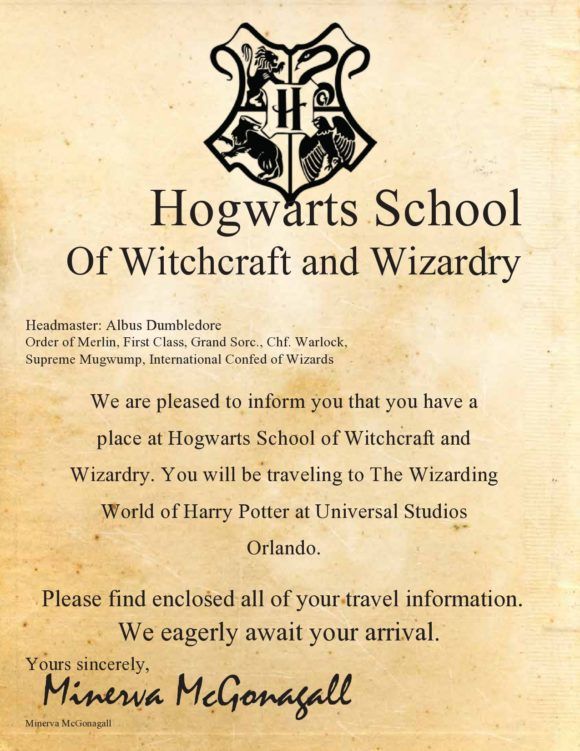 H
Hogwarts School
Of Witchcraft and Wizardry
Headmaster: Albus Dumbledore
Order of Merlin, First Class, Grand Sorc., Chf. Warlock,
Supreme Mugwump, International Confed of Wizards
We are pleased to inform you that you have a
place at Hogwarts School of Witchcraft and
Wizardry. You will be traveling to The Wizarding
World of Harry Potter at Universal Studios
Orlando.
Please find enclosed all of your travel information.
We eagerly await your arrival.
Yours sincerely,
Minerva McGonagall
Minerva McGonagall